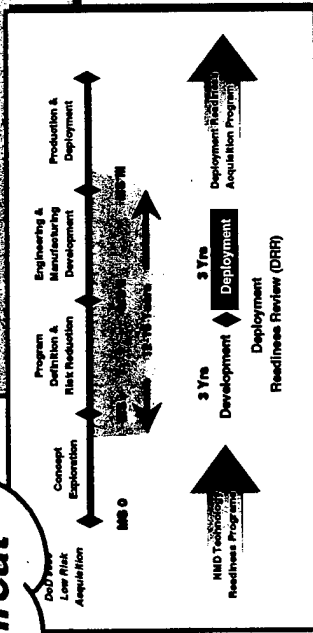 DoD
Low Risk
Acquisition
Concept
Exploration
Program
Definition &
Risk Reduction
Engineering &
Manufacturing
Development
Production &
Deployment
MS 0
NMD Technology
Readiness Program
3 Yrs
Development
3 Yrs
Deployment
Deployment
Readiness Review (DRR)
Deployment Readiness
Acquisition Program